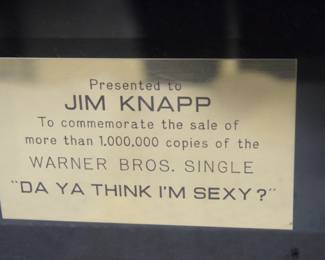 Presented to
JIM KNAPP
To commemorate the sale of
more than 1.000.000 copies of the
WARNER BROS. SINGLE
"DA YA THINK I'M SEXY?"